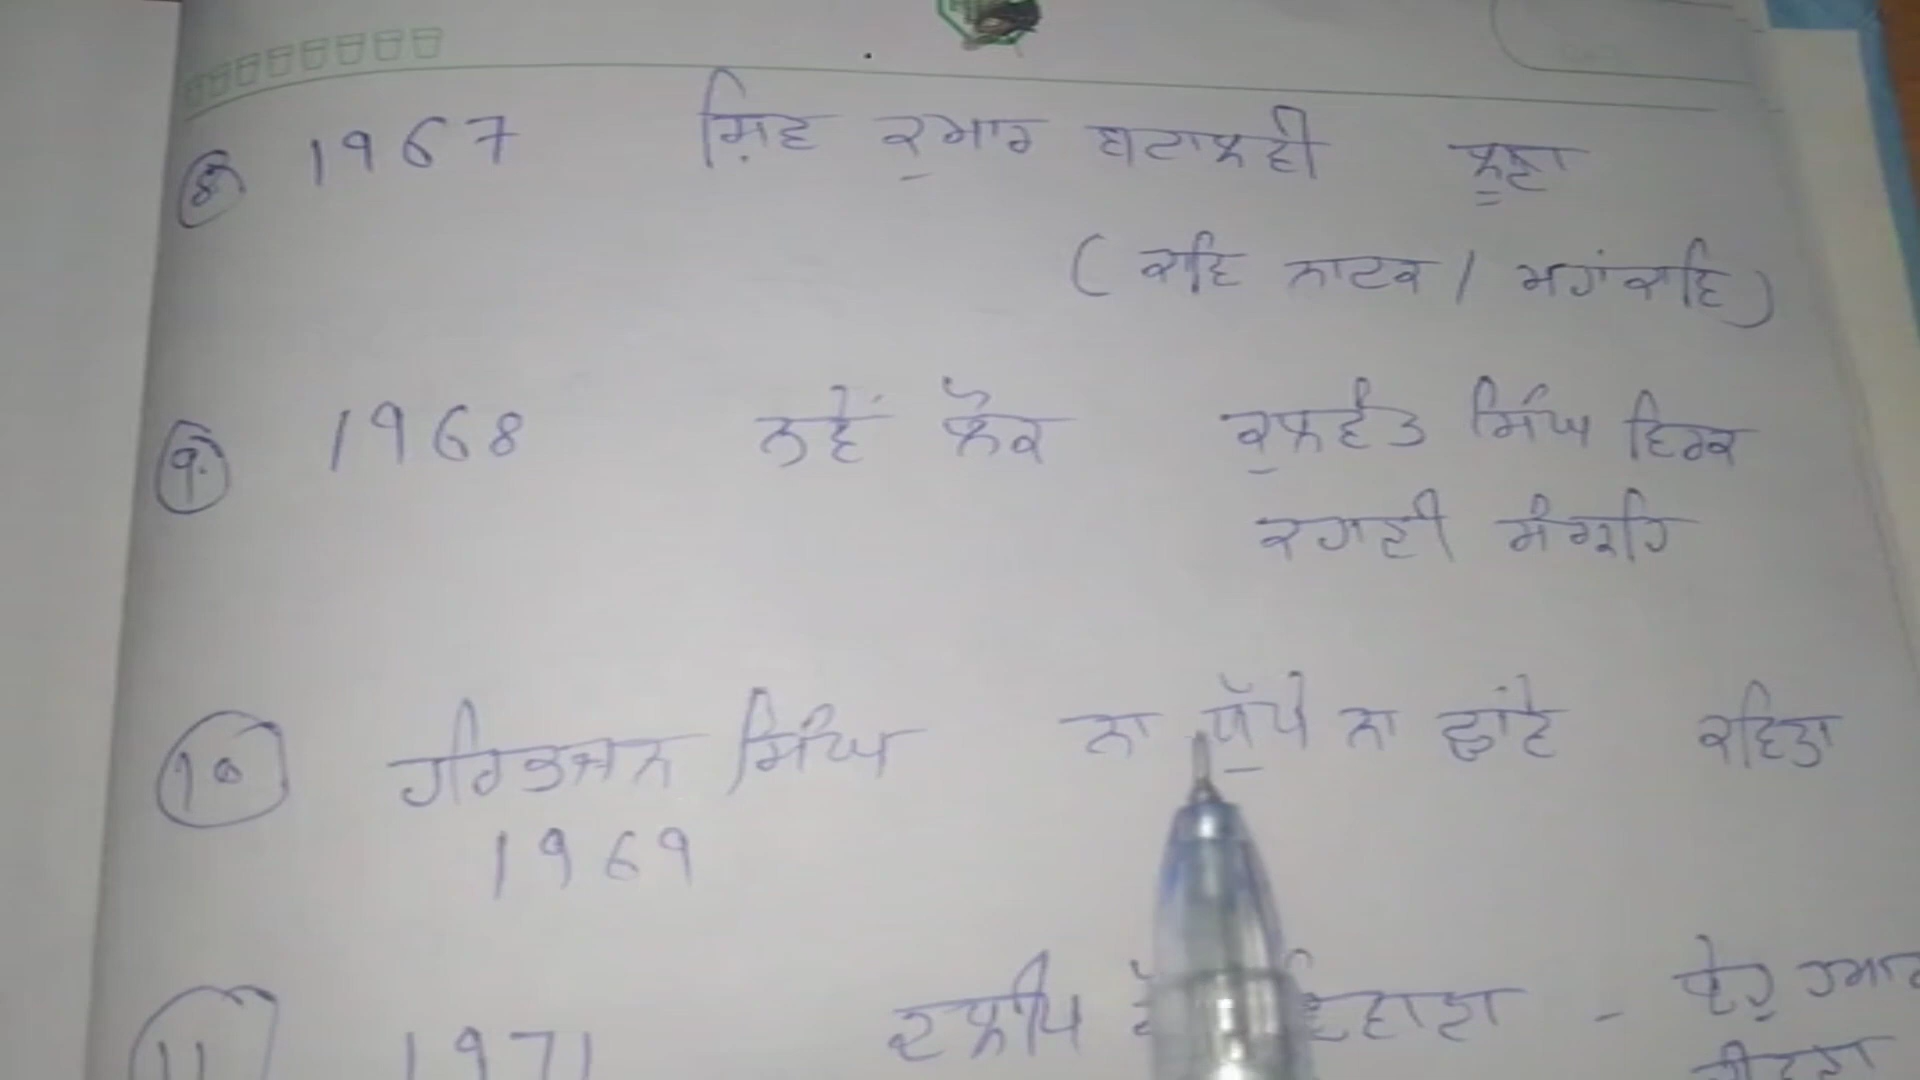 8 1967 ਸ਼ਿਵ ਕੁਮਾਰ ਬਟਾਲਵੀ ਲੂਣਾ
(ਕਾਵਿ ਨਾਟਕ / ਮਹਾਂਕਾਵਿ)
9 1968 ਨਵੇਂ ਲੋਕ ਕੁਲਵੰਤ ਸਿੰਘ ਵਿਰਕ
ਕਹਾਣੀ ਸੰਗ੍ਰਹਿ
10 ਹਰਿਭਜਨ ਸਿੰਘ ਨਾ ਧੁੱਪੇ ਨਾ ਛਾਂਵੇ ਕਵਿਤਾ
1969
11 1971 ਦਲੀਪ ਟਿਵਾਣਾ -